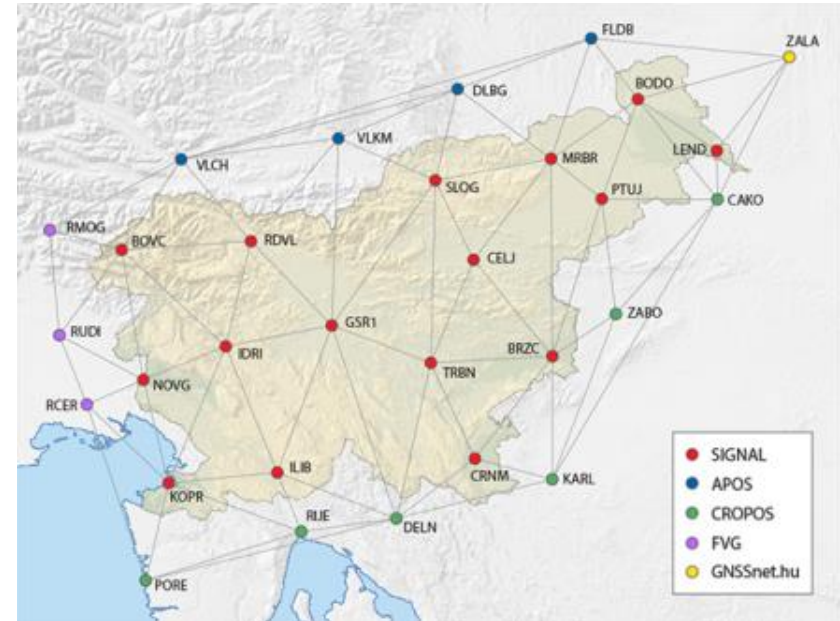 FLDB
ZALA
DLBG
BODO
VLKM
VLCH
MRBR
LEND
SLOG
PTUJ
CAKO
RMOG
BOVC
RDVL
CELJ
ZABO
GSR1
RUDI
IDRI
BRZC
TRBN
NOVG
RCER
SIGNAL
ILIB
CRNM
KARL
APOS
KOPR
CROPOS
RIJE
DELN
FVG
GNSSnet.hu
PORE